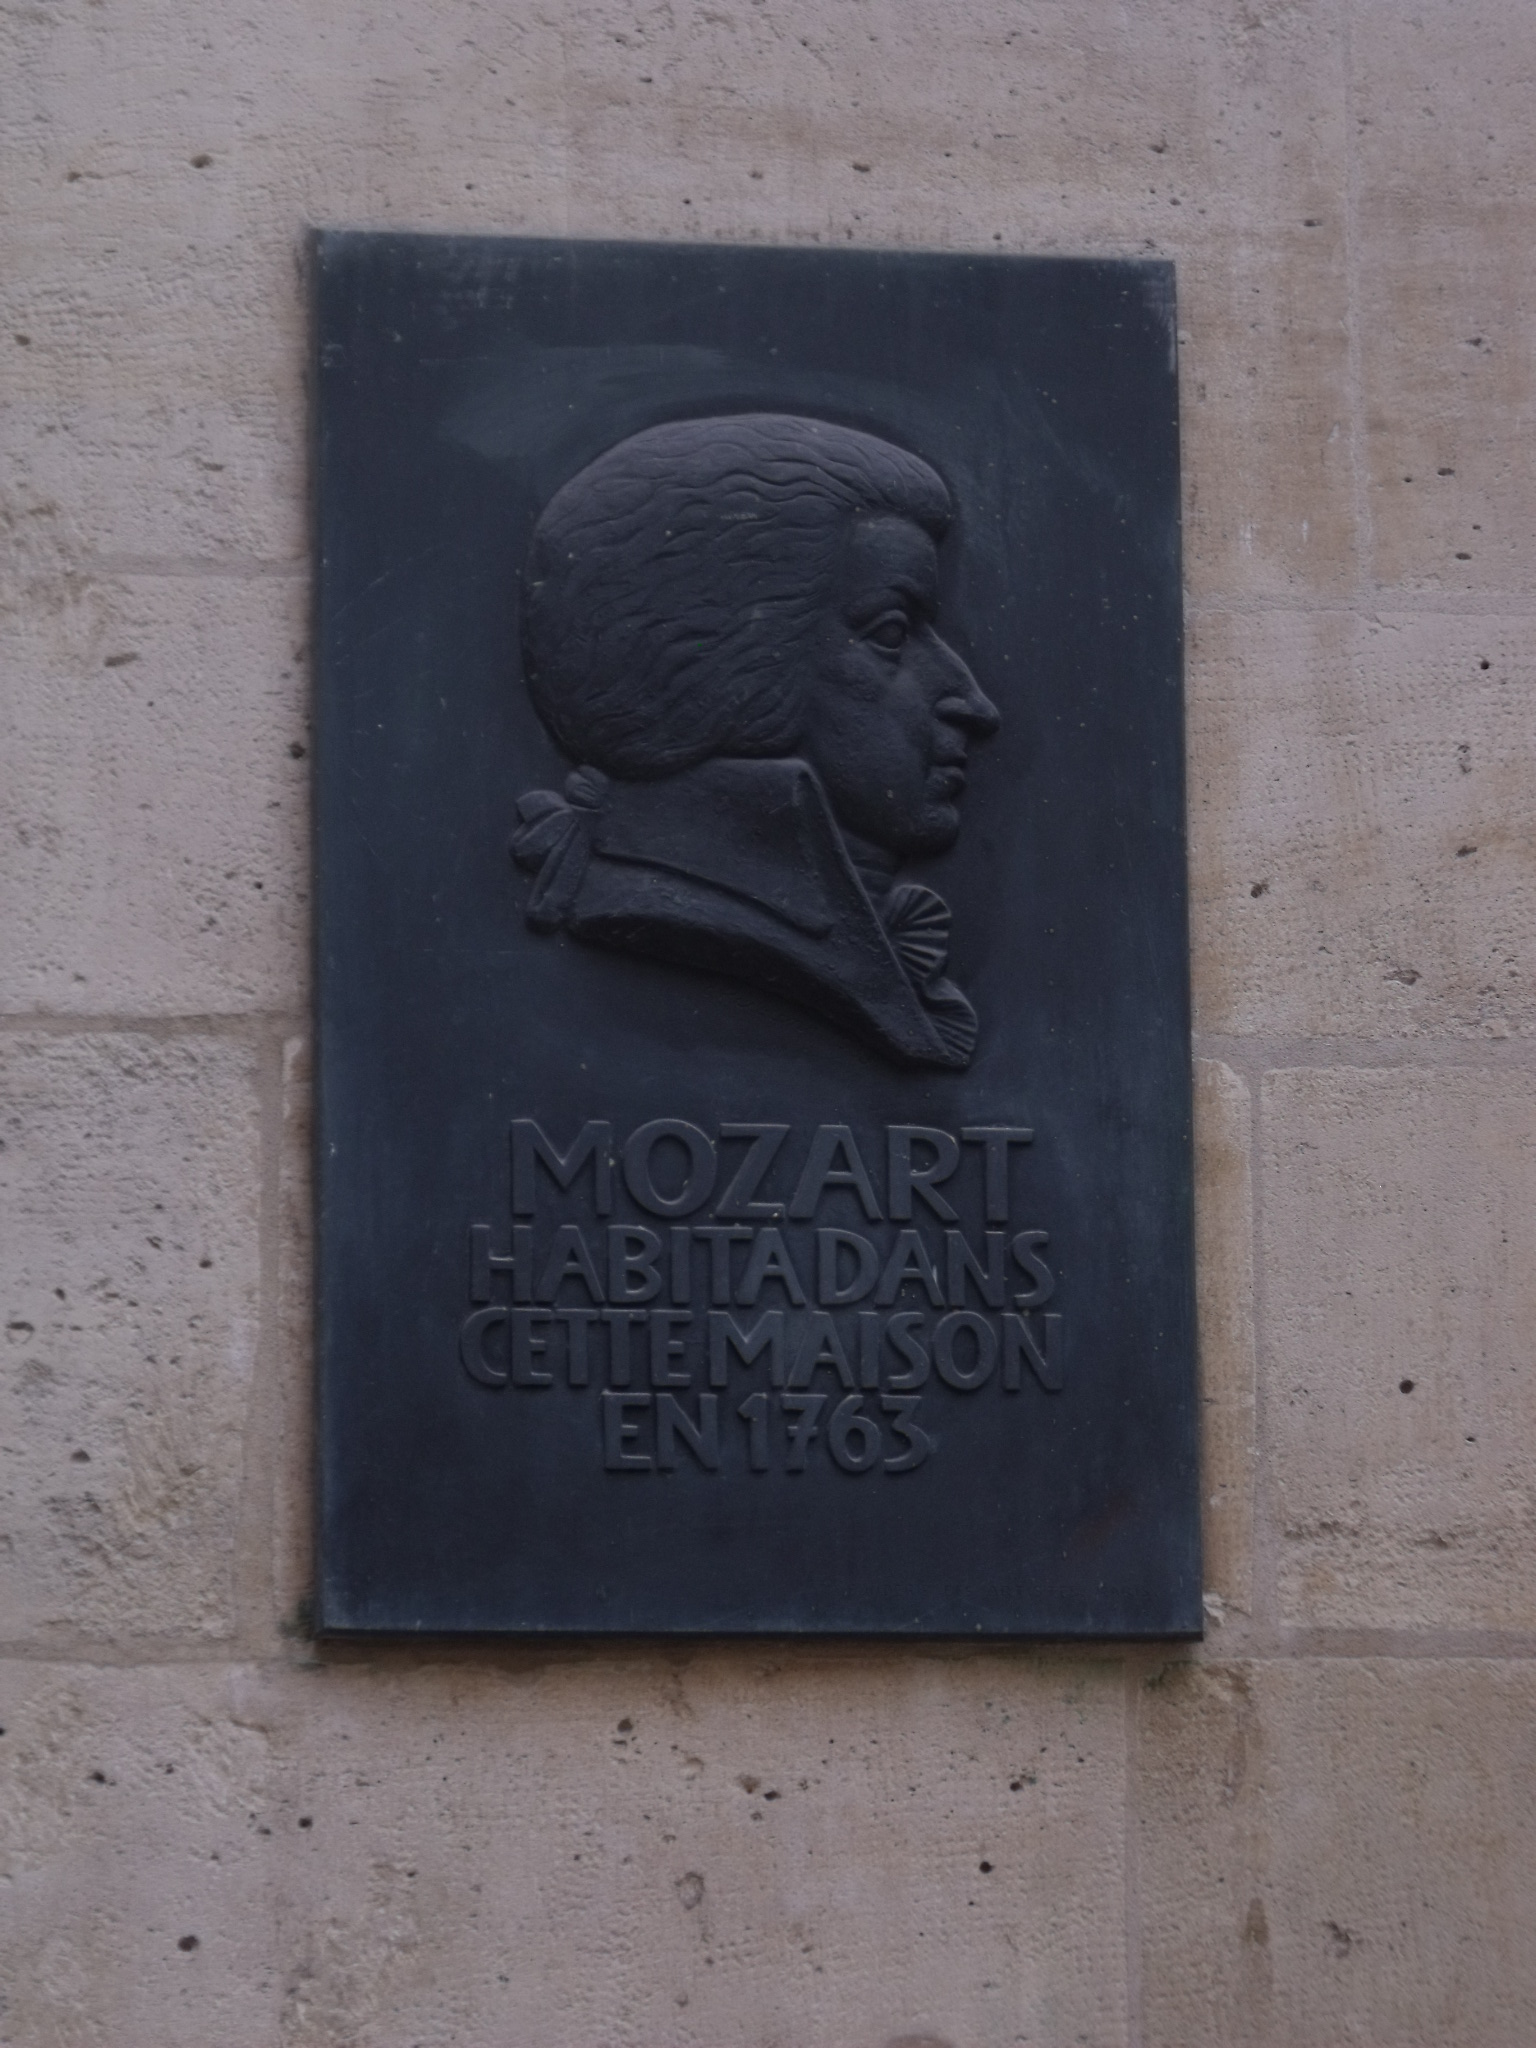 MOZART
HABITA DANS
CETTE MAISON
EN 1763